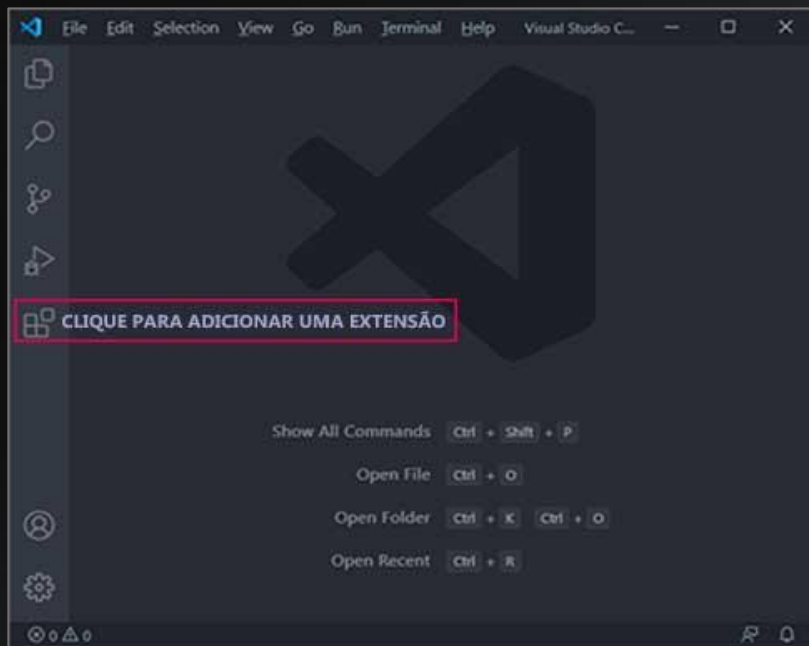 File Edit Selection View Go Run Terminal Help Visual Studio C...
CLIQUE PARA ADICIONAR UMA EXTENSÃO
Show All Commands Ctrl + Shift + P
Open File Ctrl + O
Open Folder Ctrl + K Ctrl + O
Open Recent Ctrl + R
0 0